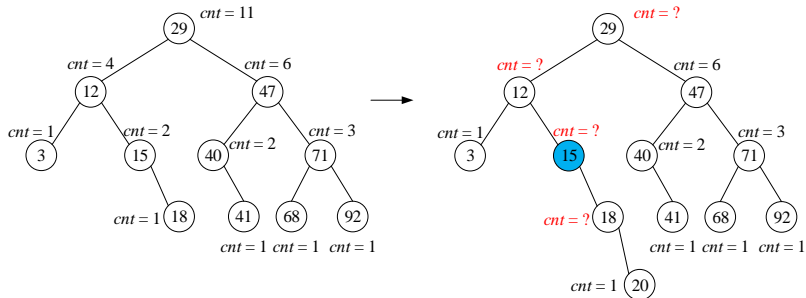 cnt = 11
29
cnt = 4
cnt = 6
12
47
cnt = 1
cnt = 2
cnt = 2
cnt = 3
3
15
40
71
cnt = 1
18
41
68
92
cnt = 1
cnt = 1
cnt = 1
cnt = ?
29
cnt = ?
cnt = 6
12
47
cnt = 1
cnt = ?
cnt = 2
cnt = 3
3
15
40
71
cnt = ?
18
41
68
92
cnt = 1
cnt = 1
cnt = 1
cnt = 1
20